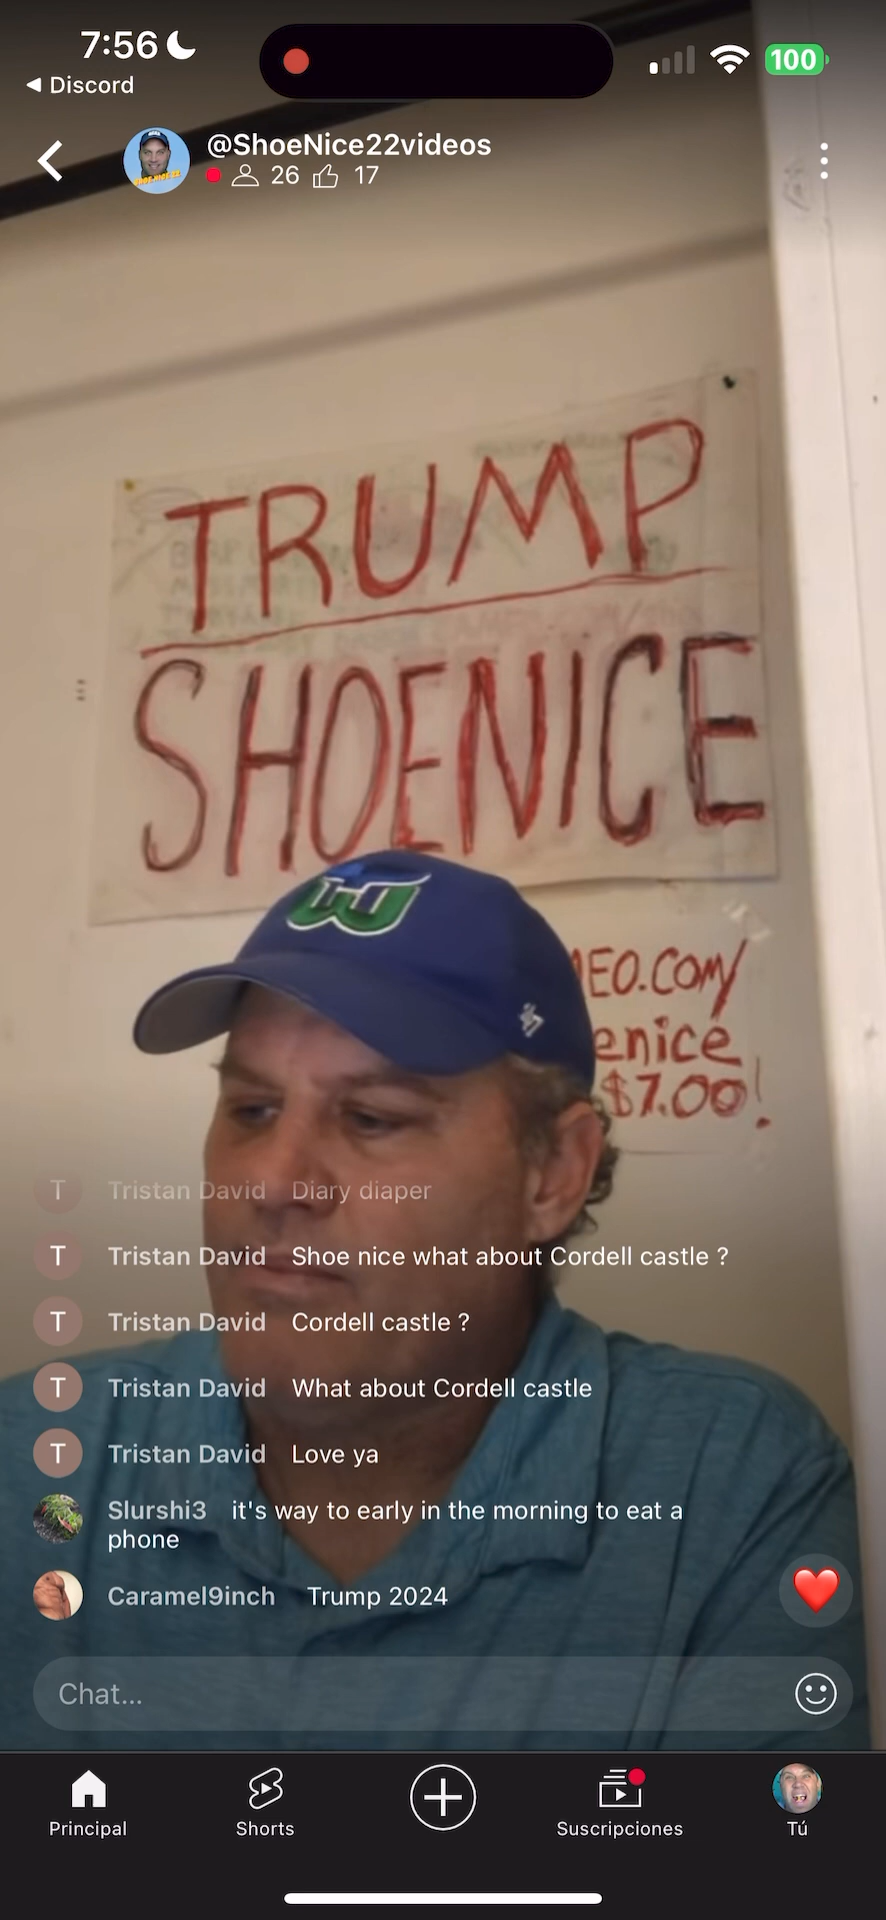 7:56
100
◀ Discord
@ShoeNice22videos
26 17
TRUMP
SHOENICE
EO.COM/
enice
$7.00!
Tristan David Diary diaper
Tristan David Shoe nice what about Cordell castle ?
Tristan David Cordell castle ?
Tristan David What about Cordell castle
Tristan David Love ya
Slurshi3 it's way to early in the morning to eat a
phone
Caramel9inch Trump 2024
Chat...
Principal Shorts Suscripciones Tú